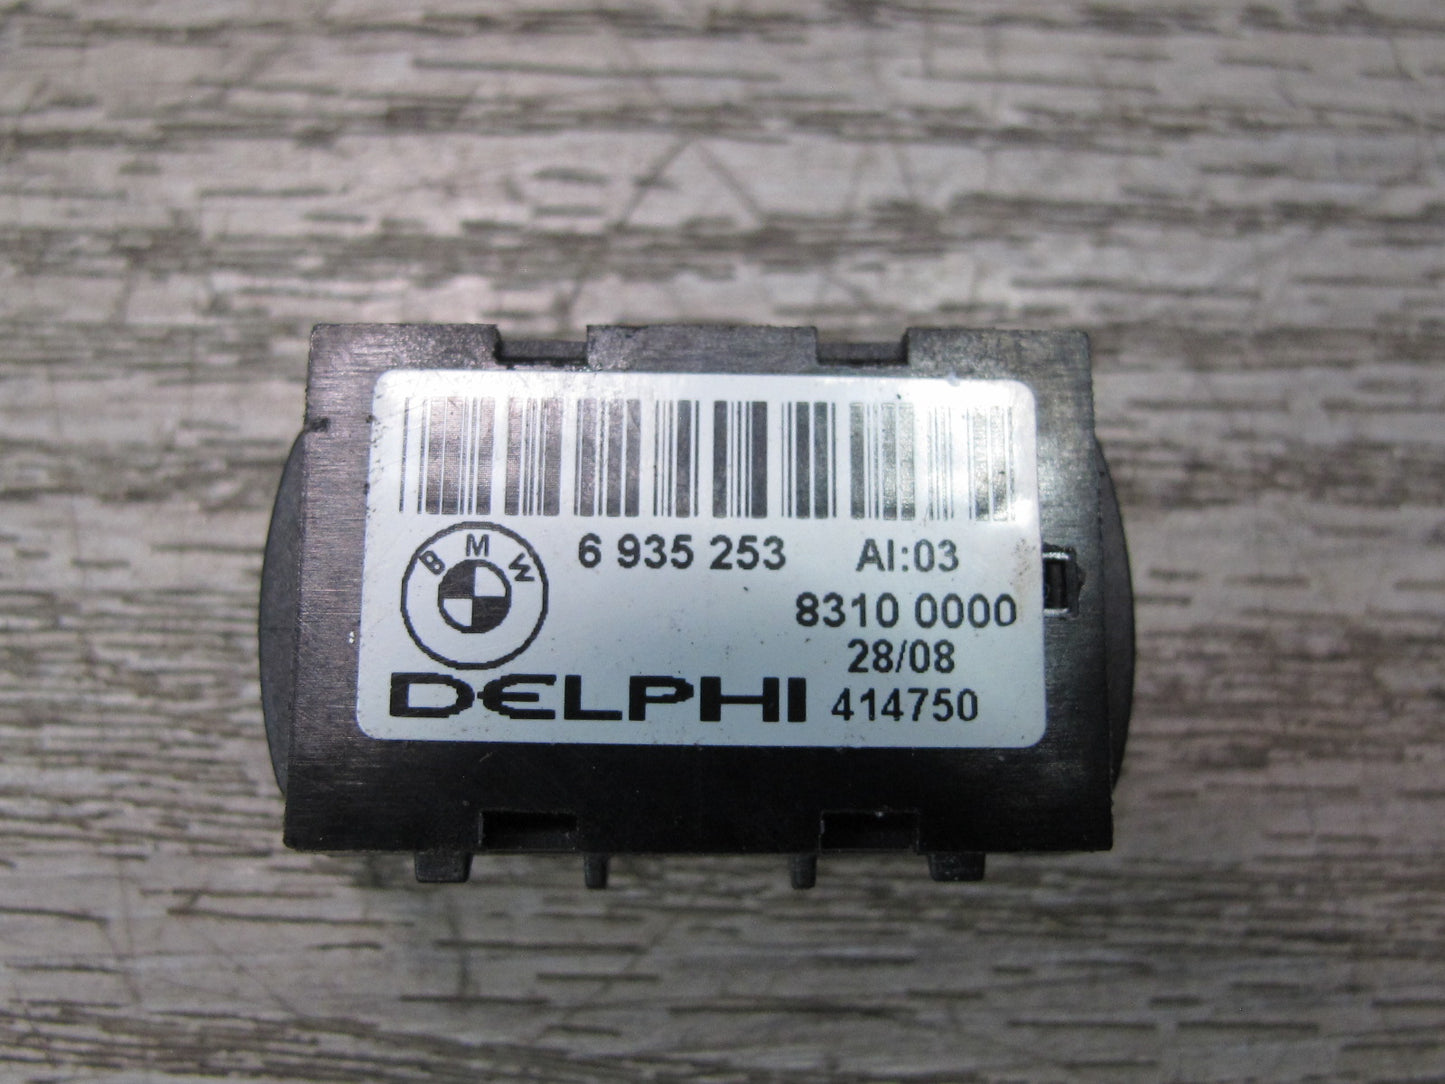 BMW
6 935 253 AI:03
8310 0000
28/08
DELPHI 414750